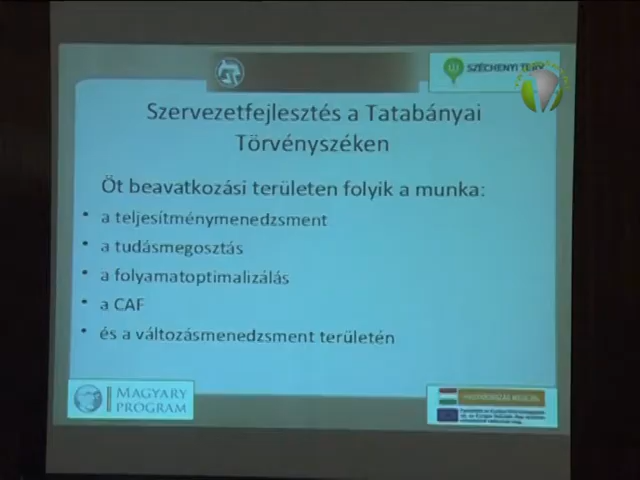 ÚJ SZÉCHENYI TERV
Szervezetfejlesztés a Tatabányai
Törvényszéken
Öt beavatkozási területen folyik a munka:
• a teljesítménymenedzsment
• a tudásmegosztás
• a folyamatoptimalizálás
• a CAF
• és a változásmenedzsment területén
MAGYARY
PROGRAM